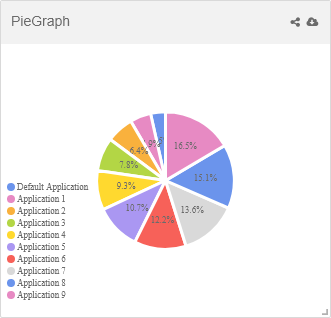 PieGraph
16.5%
15.1%
13.6%
12.2%
10.7%
9.3%
7.8%
6.4%
Default Application
Application 1
Application 2
Application 3
Application 4
Application 5
Application 6
Application 7
Application 8
Application 9